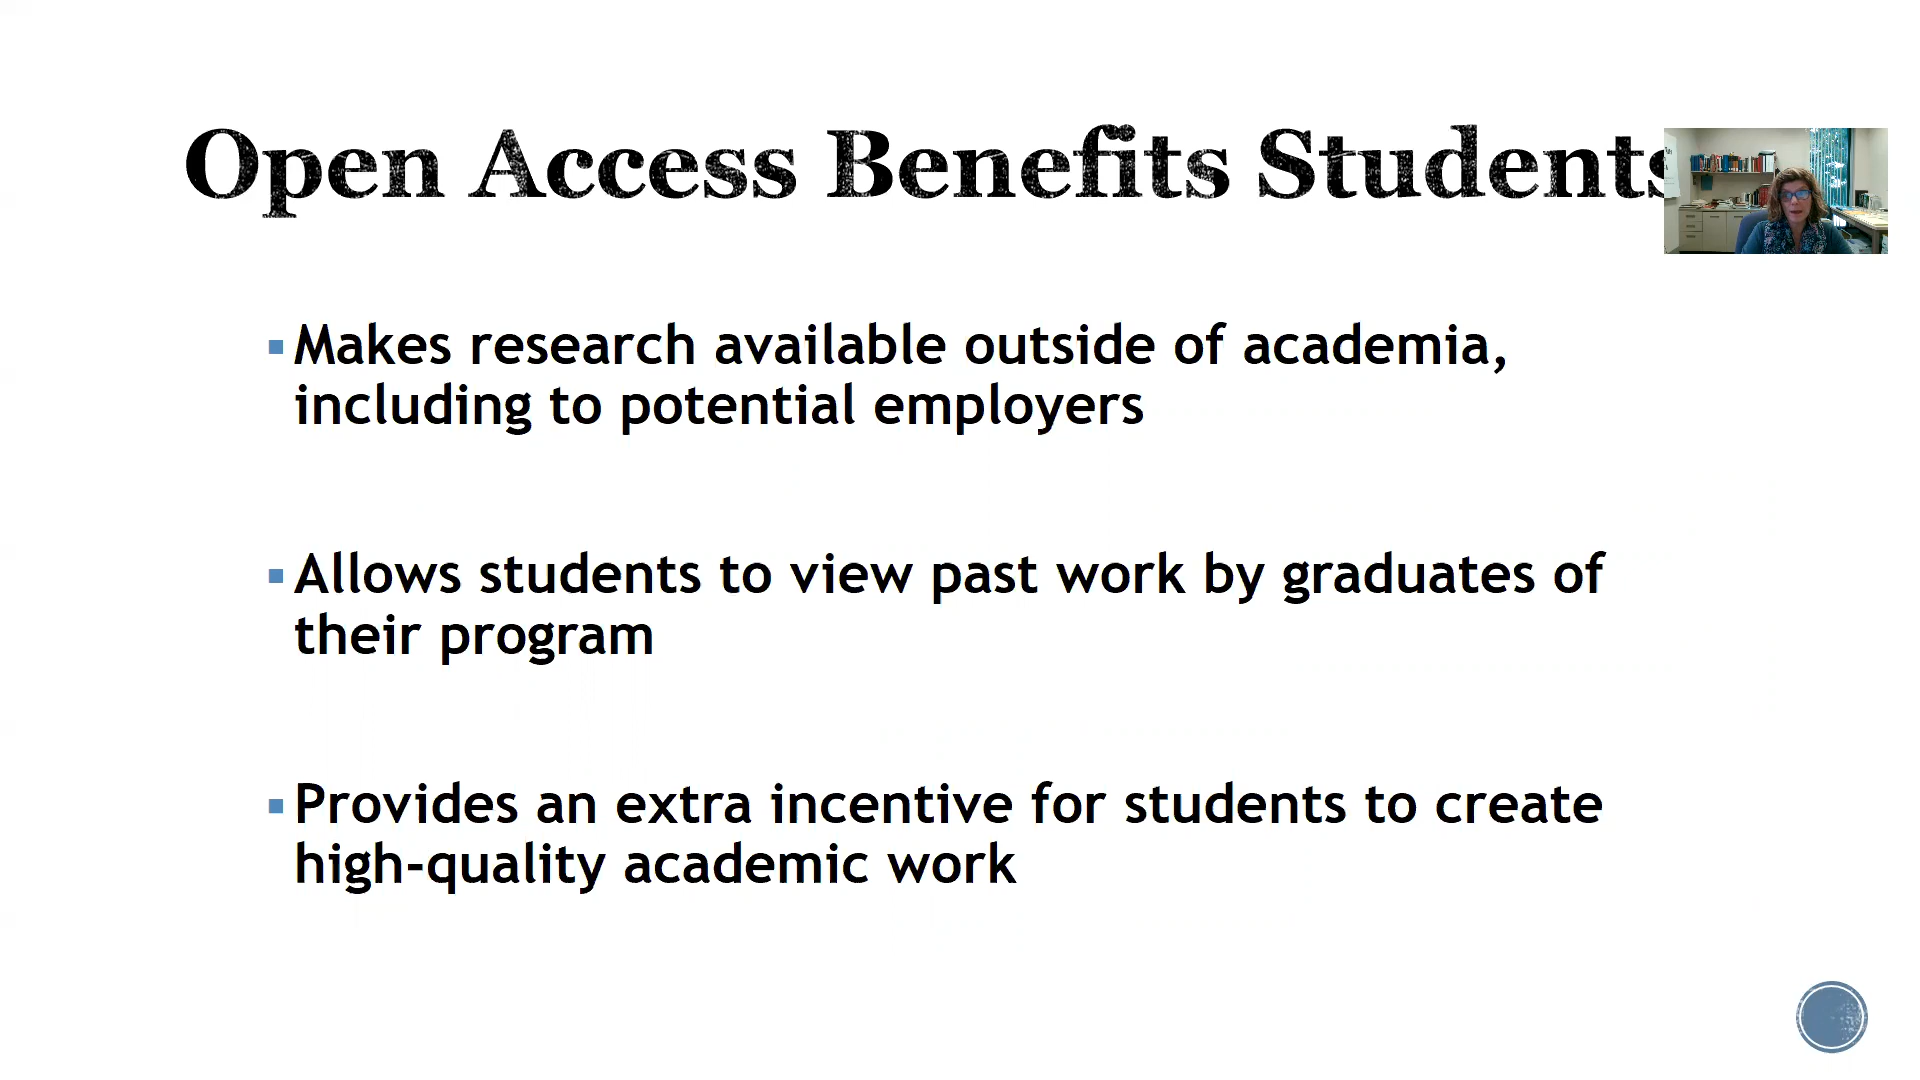 Open Access Benefits Students
▪Makes research available outside of academia,
including to potential employers
▪Allows students to view past work by graduates of
their program
▪Provides an extra incentive for students to create
high-quality academic work